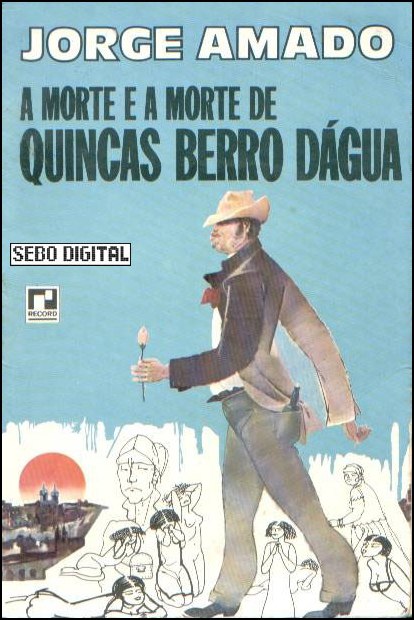 JORGE AMADO
A MORTE E A MORTE DE
QUINCAS BERRO DÁGUA
SEBO DIGITAL
RECORD